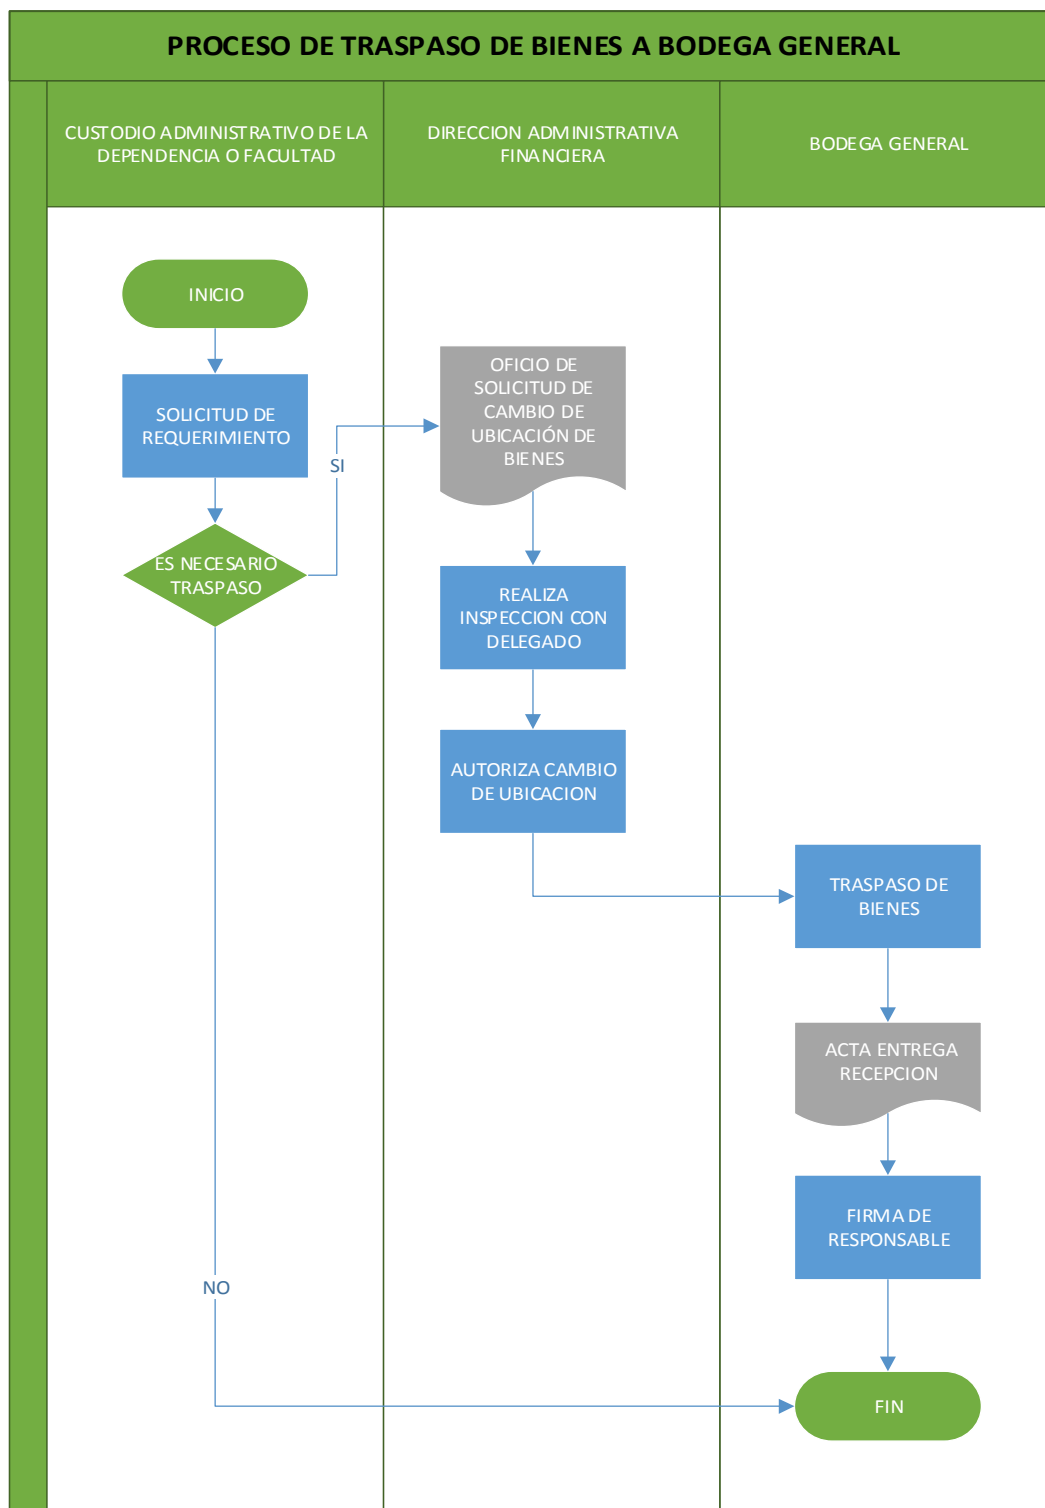 PROCESO DE TRASPASO DE BIENES A BODEGA GENERAL
CUSTODIO ADMINISTRATIVO DE LA
DEPENDENCIA O FACULTAD
DIRECCION ADMINISTRATIVA
FINANCIERA
BODEGA GENERAL
INICIO
SOLICITUD DE
REQUERIMIENTO
ES NECESARIO
TRASPASO
SI
NO
OFICIO DE
SOLICITUD DE
CAMBIO DE
UBICACIÓN DE
BIENES
REALIZA
INSPECCION CON
DELEGADO
AUTORIZA CAMBIO
DE UBICACION
TRASPASO DE
BIENES
ACTA ENTREGA
RECEPCION
FIRMA DE
RESPONSABLE
FIN